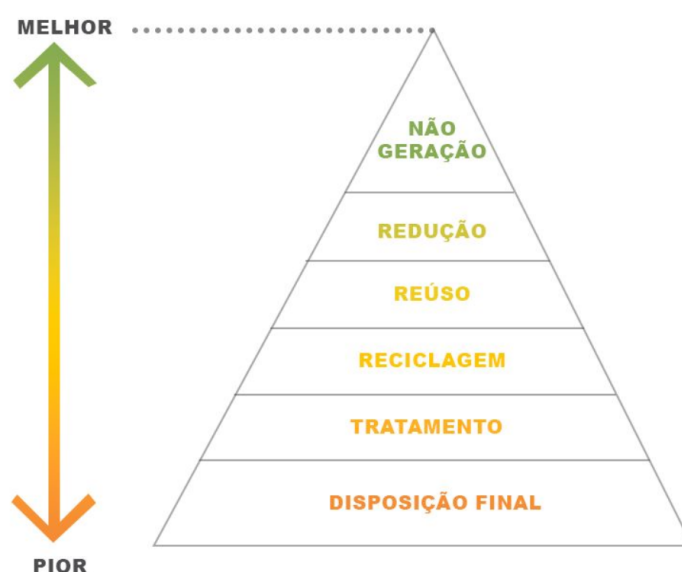 MELHOR
NÃO
GERAÇÃO
REDUÇÃO
REÚSO
RECICLAGEM
TRATAMENTO
DISPOSIÇÃO FINAL
PIOR